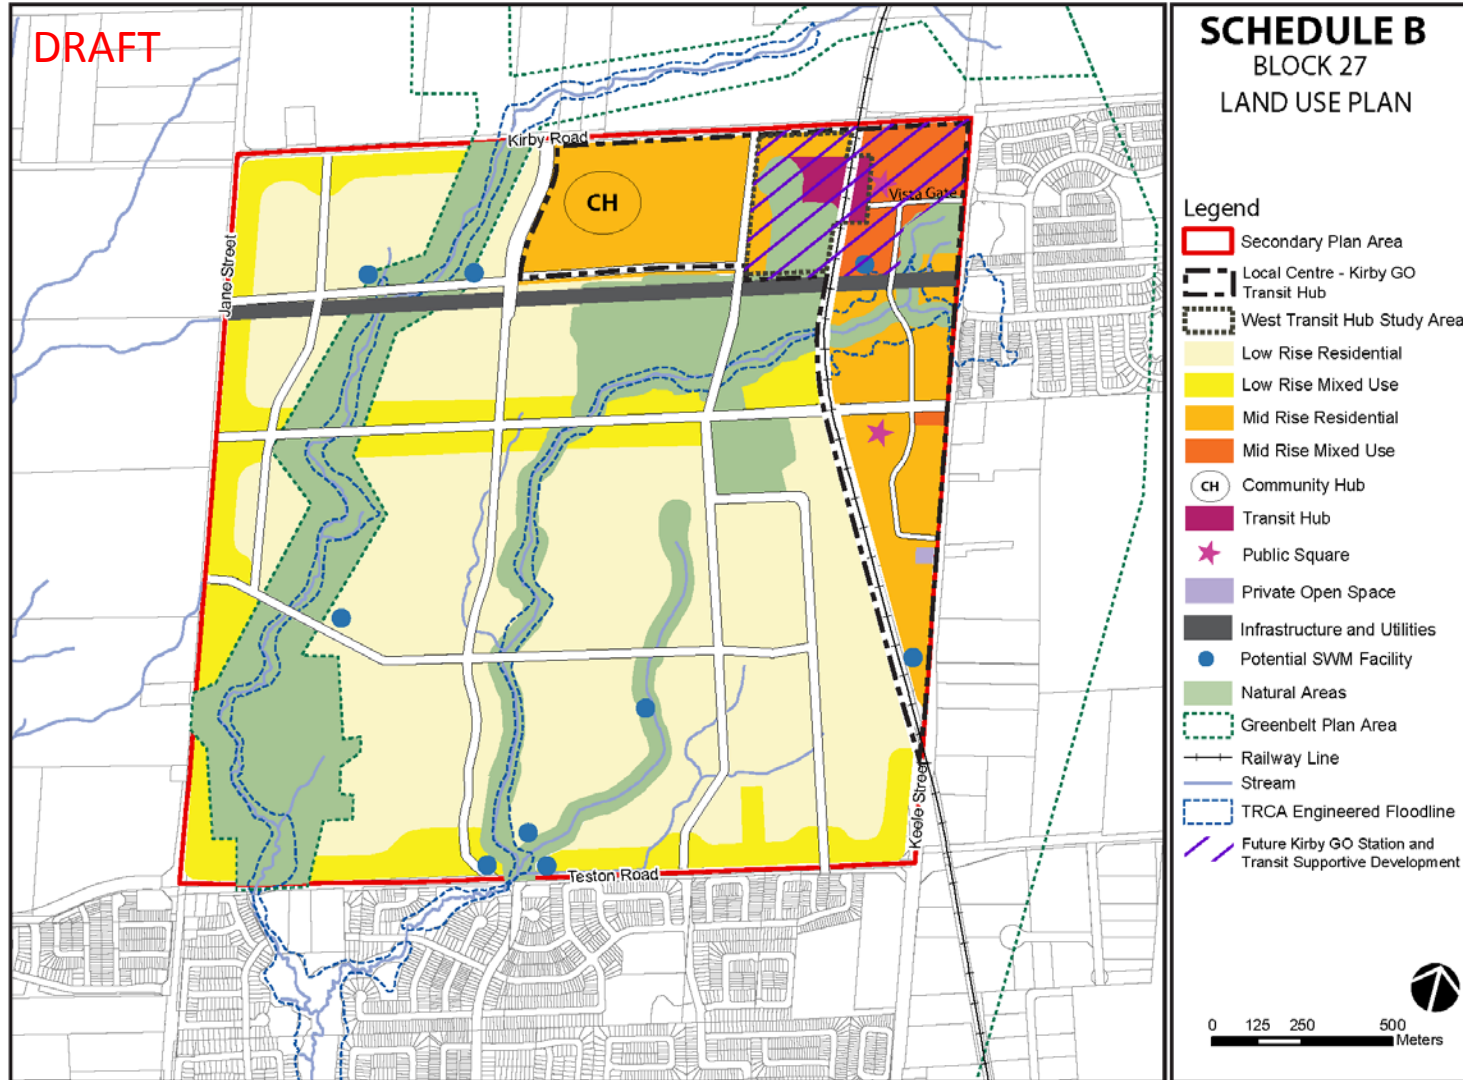 DRAFT
SCHEDULE B
BLOCK 27
LAND USE PLAN
Kirby Road
CH
Vista Gate
Jane Street
Keele Street
Teston Road
Legend
Secondary Plan Area
Local Centre - Kirby GO
Transit Hub
West Transit Hub Study Area
Low Rise Residential
Low Rise Mixed Use
Mid Rise Residential
Mid Rise Mixed Use
CH Community Hub
Transit Hub
Public Square
Private Open Space
Infrastructure and Utilities
Potential SWM Facility
Natural Areas
Greenbelt Plan Area
Railway Line
Stream
TRCA Engineered Floodline
Future Kirby GO Station and
Transit Supportive Development
0 125 250 500
Meters